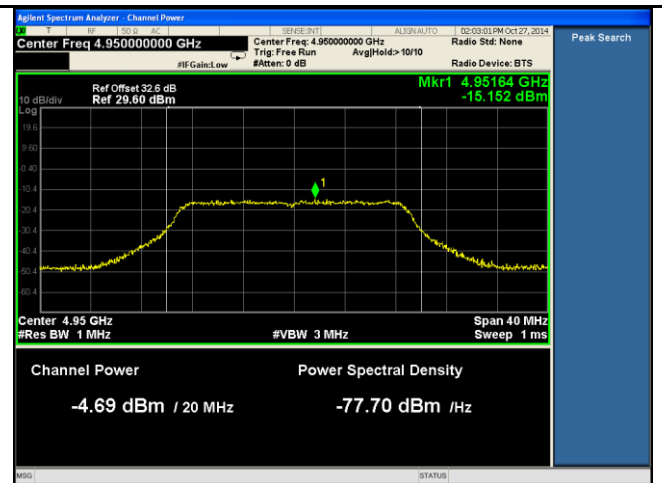 Agilent Spectrum Analyzer - Channel Power
T RF 50 Ω AC SENSE:INT ALIGNAUTO 02:03:01PM Oct 27, 2014
Center Freq 4.950000000 GHz Center Freq: 4.950000000 GHz Radio Std: None
Trig: Free Run Avg|Hold:>10/10
#IFGain:Low #Atten: 0 dB Radio Device: BTS
Peak Search
Mkr1 4.95164 GHz
-15.152 dBm
Ref Offset 32.6 dB
10 dB/div Ref 29.60 dBm
Log
19.6
9.60
-0.40
-10.4
-20.4
-30.4
-40.4
-50.4
-60.4
1
Center 4.95 GHz Span 40 MHz
#Res BW 1 MHz #VBW 3 MHz Sweep 1 ms
Channel Power Power Spectral Density
-4.69 dBm / 20 MHz -77.70 dBm /Hz
MSG STATUS